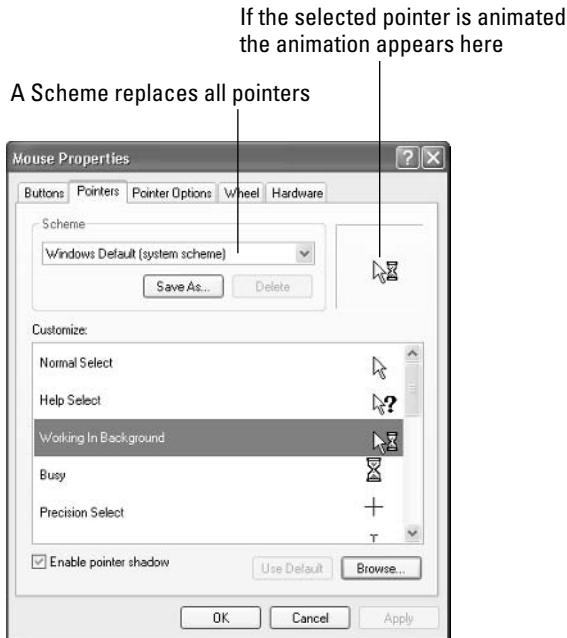 If the selected pointer is animated
the animation appears here
A Scheme replaces all pointers
Mouse Properties
Buttons Pointers Pointer Options Wheel Hardware
Scheme
Windows Default (system scheme)
Save As... Delete
Customize:
Normal Select
Help Select
Working In Background
Busy
Precision Select
Enable pointer shadow
Use Default Browse...
OK Cancel Apply